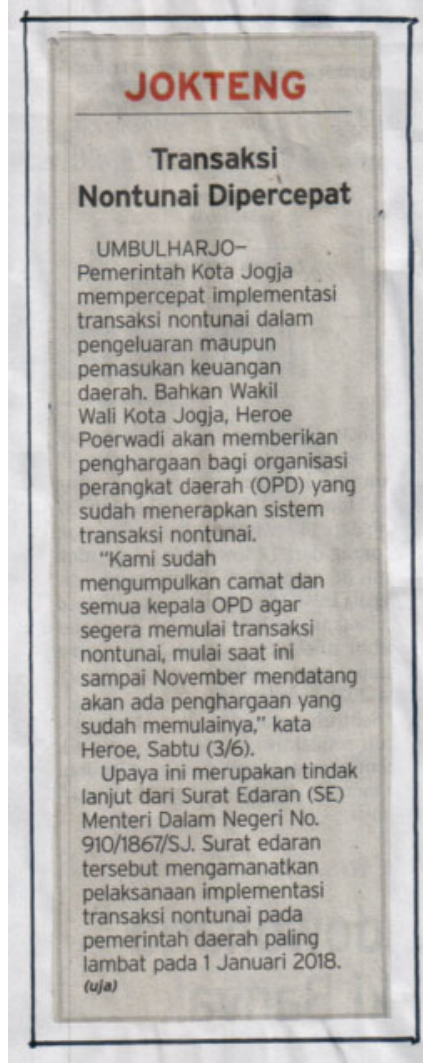 JOKTENG
Transaksi
Nontunai Dipercepat
UMBULHARJO—
Pemerintah Kota Jogja
mempercepat implementasi
transaksi nontunai dalam
pengeluaran maupun
pemasukan keuangan
daerah. Bahkan Wakil
Wali Kota Jogja, Heroe
Poerwadi akan memberikan
penghargaan bagi organisasi
perangkat daerah (OPD) yang
sudah menerapkan sistem
transaksi nontunai.
"Kami sudah
mengumpulkan camat dan
semua kepala OPD agar
segera memulai transaksi
nontunai, mulai saat ini
sampai November mendatang
akan ada penghargaan yang
sudah memulainya," kata
Heroe, Sabtu (3/6).
Upaya ini merupakan tindak
lanjut dari Surat Edaran (SE)
Menteri Dalam Negeri No.
910/1867/SJ. Surat edaran
tersebut mengamanatkan
pelaksanaan implementasi
transaksi nontunai pada
pemerintah daerah paling
lambat pada 1 Januari 2018.
(uja)